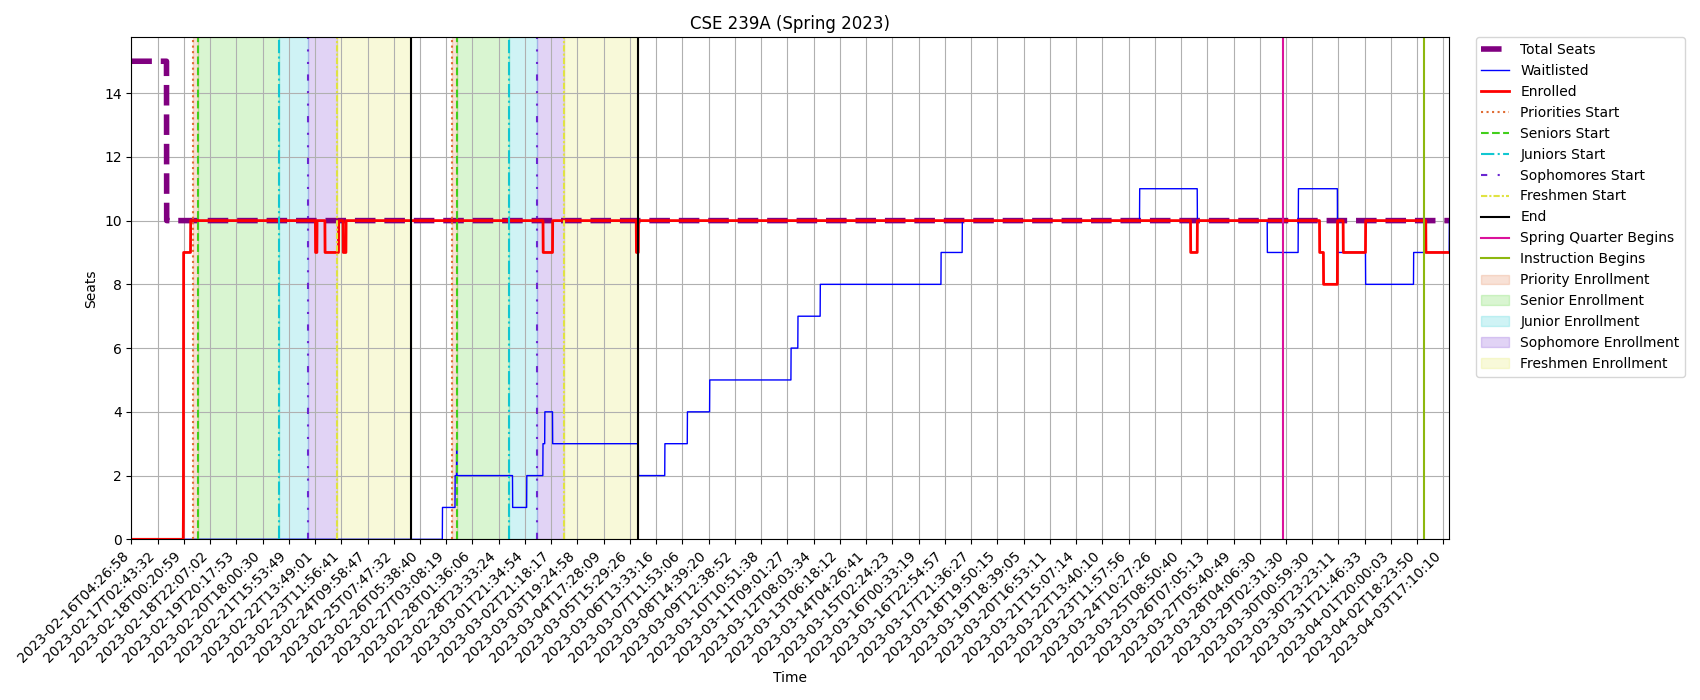 CSE 239A (Spring 2023)
Total Seats
Waitlisted
Enrolled
Priorities Start
Seniors Start
Juniors Start
Sophomores Start
Freshmen Start
End
Spring Quarter Begins
Instruction Begins
Priority Enrollment
Senior Enrollment
Junior Enrollment
Sophomore Enrollment
Freshmen Enrollment
Seats
14
12
10
8
6
4
2
0
2023-02-16T04:26:58
2023-02-17T02:43:32
2023-02-18T00:20:59
2023-02-18T22:07:02
2023-02-19T20:17:53
2023-02-20T18:00:30
2023-02-21T15:53:49
2023-02-22T13:49:01
2023-02-23T11:56:41
2023-02-24T09:58:47
2023-02-25T07:47:32
2023-02-26T05:38:40
2023-02-27T03:08:19
2023-02-28T01:36:06
2023-02-28T23:33:24
2023-03-01T21:34:54
2023-03-02T21:18:17
2023-03-03T19:24:58
2023-03-04T17:28:09
2023-03-05T15:29:26
2023-03-06T13:33:16
2023-03-07T11:53:06
2023-03-08T14:39:20
2023-03-09T12:38:52
2023-03-10T10:51:38
2023-03-11T09:01:27
2023-03-12T08:03:34
2023-03-13T06:18:12
2023-03-14T04:26:41
2023-03-15T02:24:23
2023-03-16T00:33:19
2023-03-16T22:54:57
2023-03-17T21:36:27
2023-03-18T19:50:15
2023-03-19T18:39:05
2023-03-20T16:53:11
2023-03-21T15:07:14
2023-03-22T13:40:10
2023-03-23T11:57:56
2023-03-24T10:27:26
2023-03-25T08:50:40
2023-03-26T07:05:13
2023-03-27T05:40:49
2023-03-28T04:06:30
2023-03-29T02:31:30
2023-03-30T00:59:30
2023-03-30T23:23:11
2023-03-31T21:46:33
2023-04-01T20:00:03
2023-04-02T18:23:50
2023-04-03T17:10:10
Time